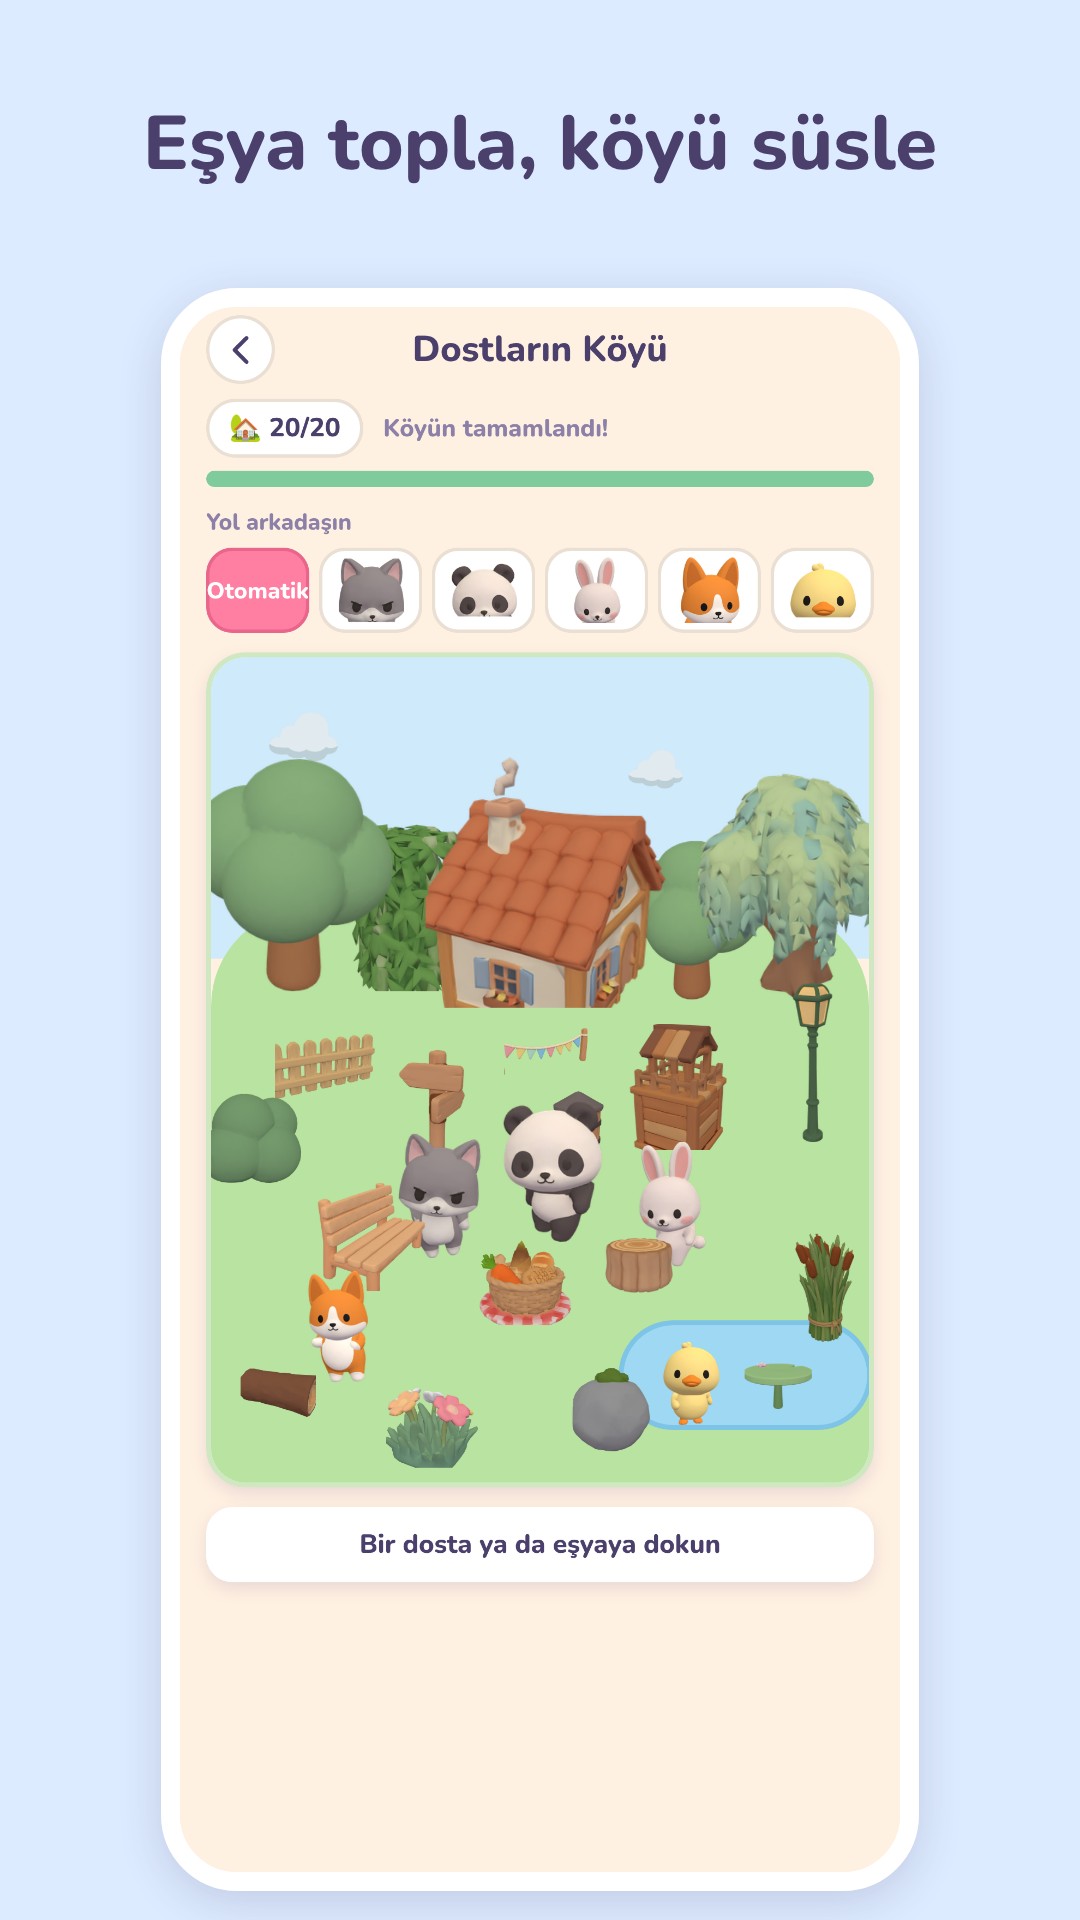 Eşya topla, köyü süsle
Dostların Köyü
20/20 Köyün tamamlandı!
Yol arkadaşın
Otomatik
Bir dosta ya da eşyaya dokun